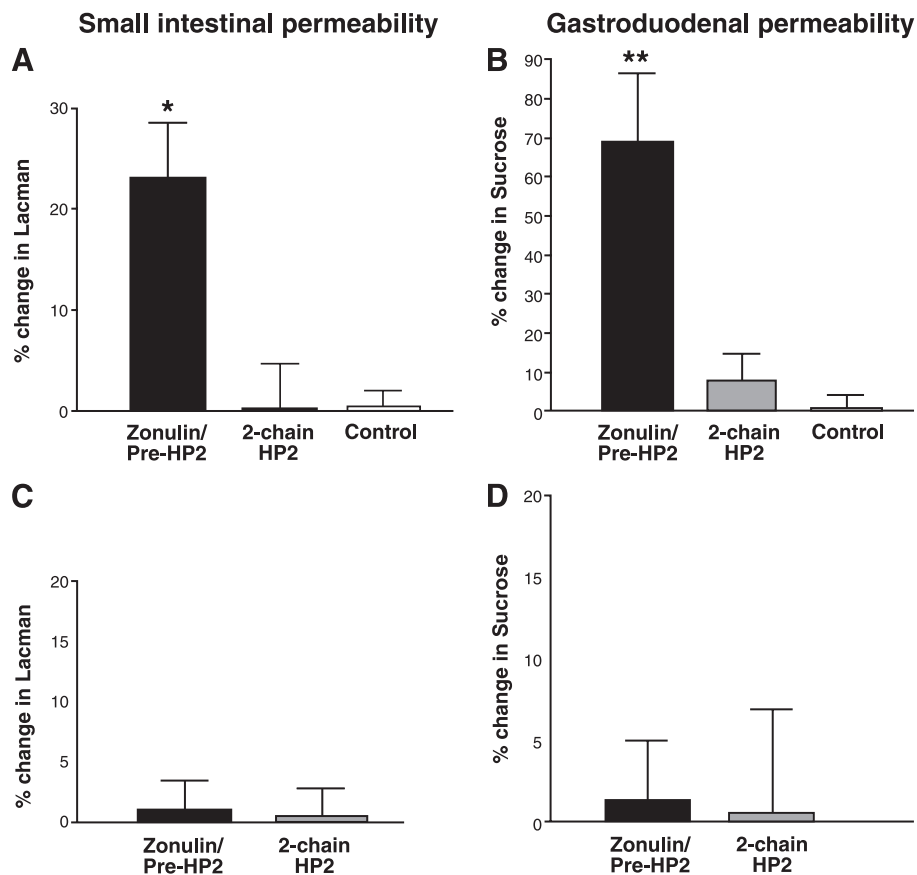 Small intestinal permeability
Gastroduodenal permeability
A
% change in Lacman
30
20
10
0
*
Zonulin/
Pre-HP2
2-chain
HP2
Control
B
% change in Sucrose
90
80
70
60
50
40
30
20
10
0
**
Zonulin/
Pre-HP2
2-chain
HP2
Control
C
% change in Lacman
20
15
10
5
0
Zonulin/
Pre-HP2
2-chain
HP2
D
% change in Sucrose
20
15
10
5
0
Zonulin/
Pre-HP2
2-chain
HP2